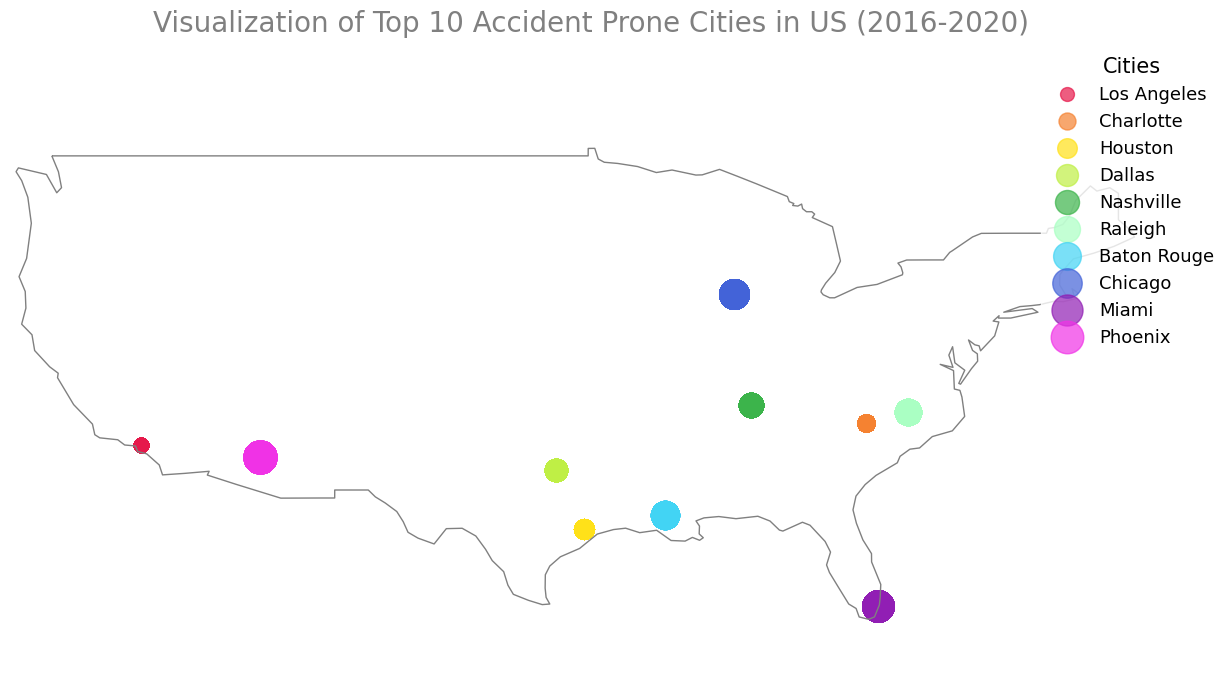 Visualization of Top 10 Accident Prone Cities in US (2016-2020)
Cities
Los Angeles
Charlotte
Houston
Dallas
Nashville
Raleigh
Baton Rouge
Chicago
Miami
Phoenix